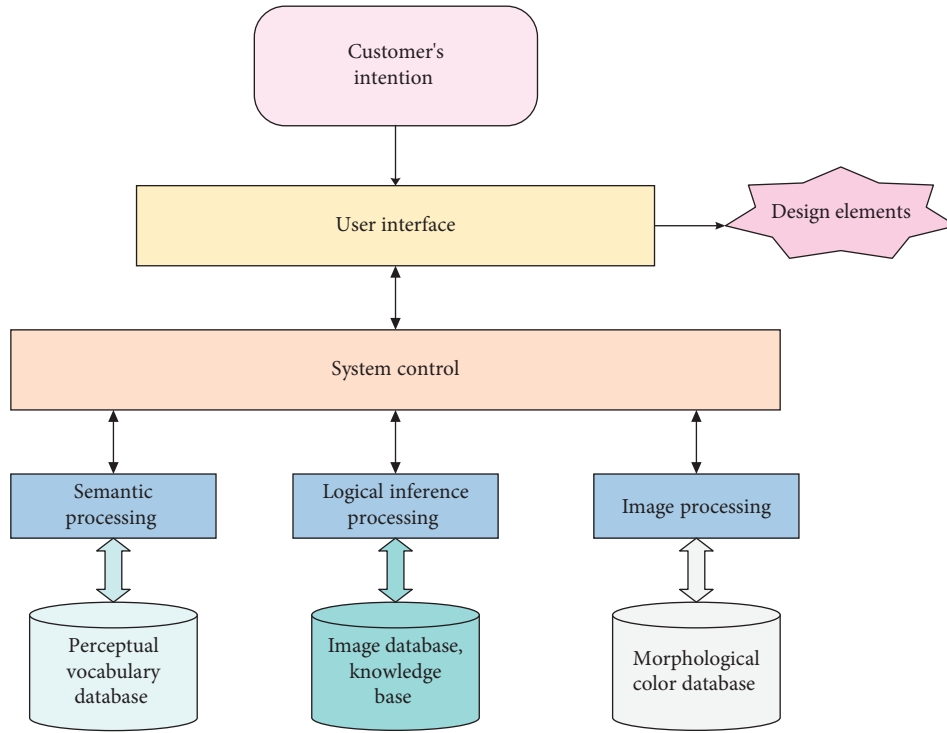 Customer's
intention
User interface
Design elements
System control
Semantic
processing
Logical inference
processing
Image processing
Perceptual
vocabulary
database
Image database,
knowledge
base
Morphological
color database